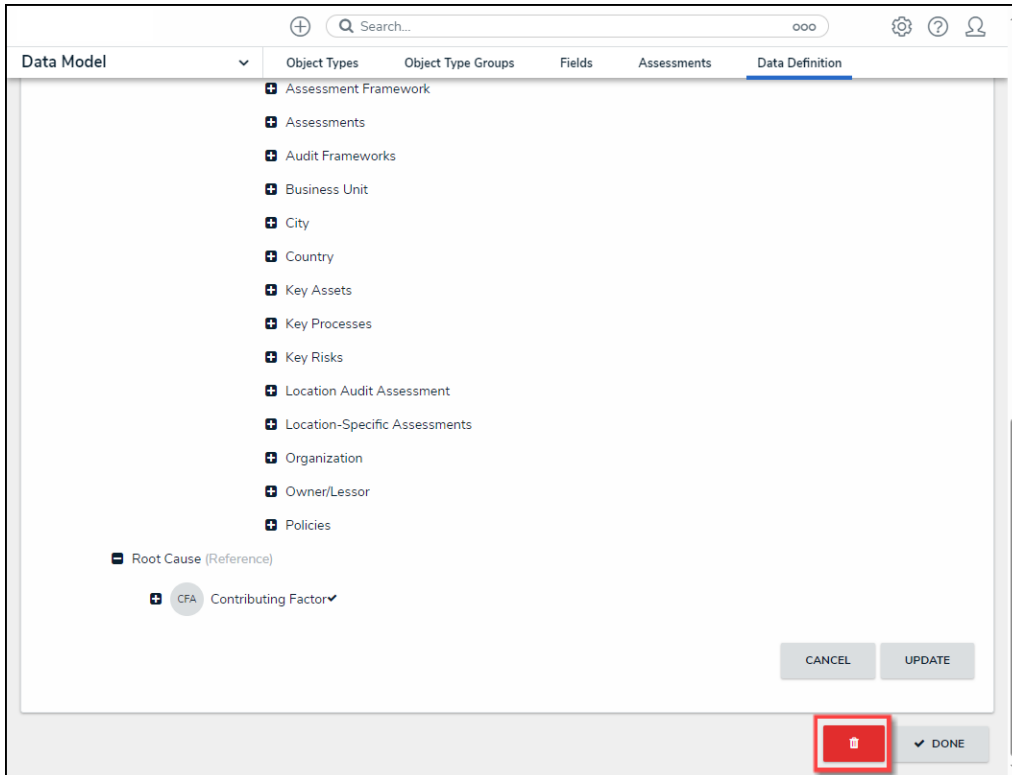 Search...
ooo
Data Model
Object Types Object Type Groups Fields Assessments Data Definition
Assessment Framework
Assessments
Audit Frameworks
Business Unit
City
Country
Key Assets
Key Processes
Key Risks
Location Audit Assessment
Location-Specific Assessments
Organization
Owner/Lessor
Policies
Root Cause (Reference)
CFA Contributing Factor
CANCEL UPDATE
DONE